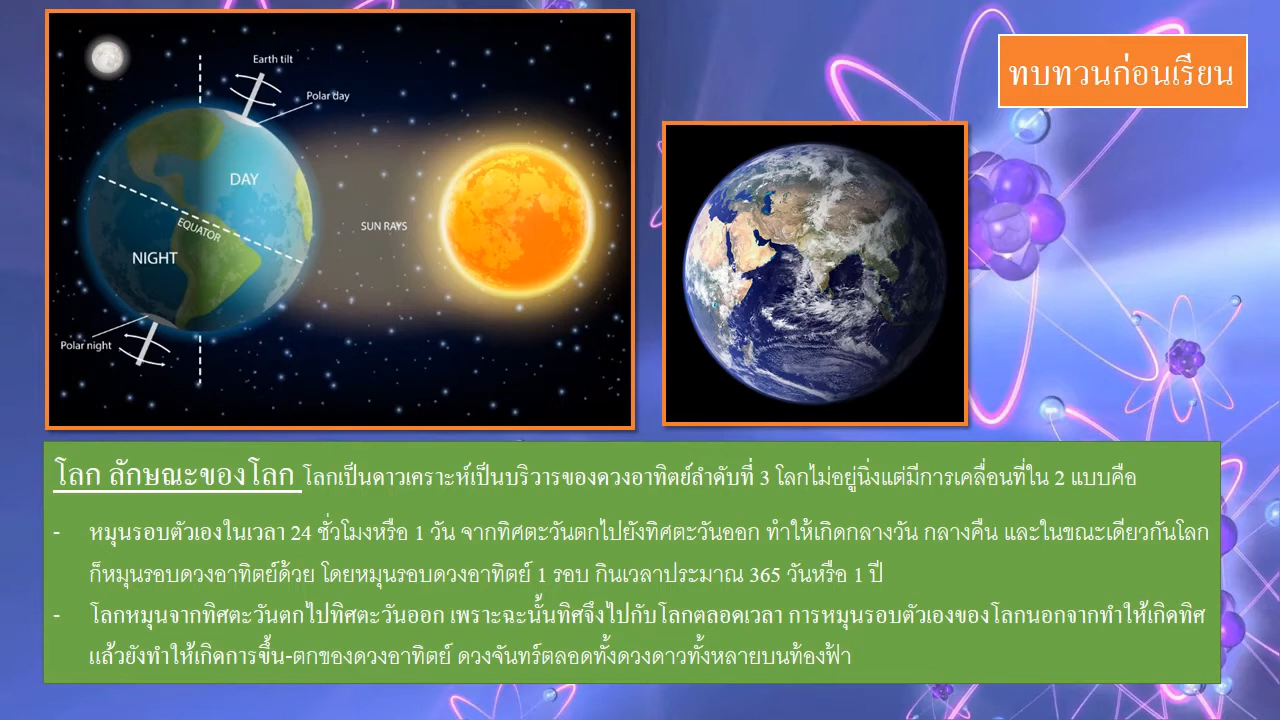 ทบทวนก่อนเรียน
Earth tilt
Polar day
DAY
EQUATOR
SUN RAYS
NIGHT
Polar night
โลก ลักษณะของโลก โลกเป็นดาวเคราะห์เป็นบริวารของดวงอาทิตย์ลำดับที่ 3 โลกไม่อยู่นิ่งแต่มีการเคลื่อนที่ใน 2 แบบคือ
- หมุนรอบตัวเองในเวลา 24 ชั่วโมงหรือ 1 วัน จากทิศตะวันตกไปยังทิศตะวันออก ทำให้เกิดกลางวัน กลางคืน และในขณะเดียวกันโลก
ก็หมุนรอบดวงอาทิตย์ด้วย โดยหมุนรอบดวงอาทิตย์ 1 รอบ กินเวลาประมาณ 365 วันหรือ 1 ปี
- โลกหมุนจากทิศตะวันตกไปทิศตะวันออก เพราะฉะนั้นทิศจึงไปกับโลกตลอดเวลา การหมุนรอบตัวเองของโลกนอกจากทำให้เกิดทิศ
แล้วยังทำให้เกิดการขึ้น-ตกของดวงอาทิตย์ ดวงจันทร์ตลอดทั้งดวงดาวทั้งหลายบนท้องฟ้า